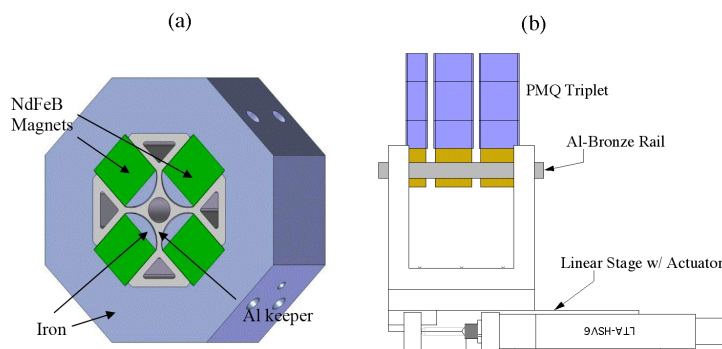 (a)
NdFeB
Magnets
Iron
Al keeper
(b)
PMQ Triplet
Al-Bronze Rail
Linear Stage w/ Actuator
LTA-HSV6